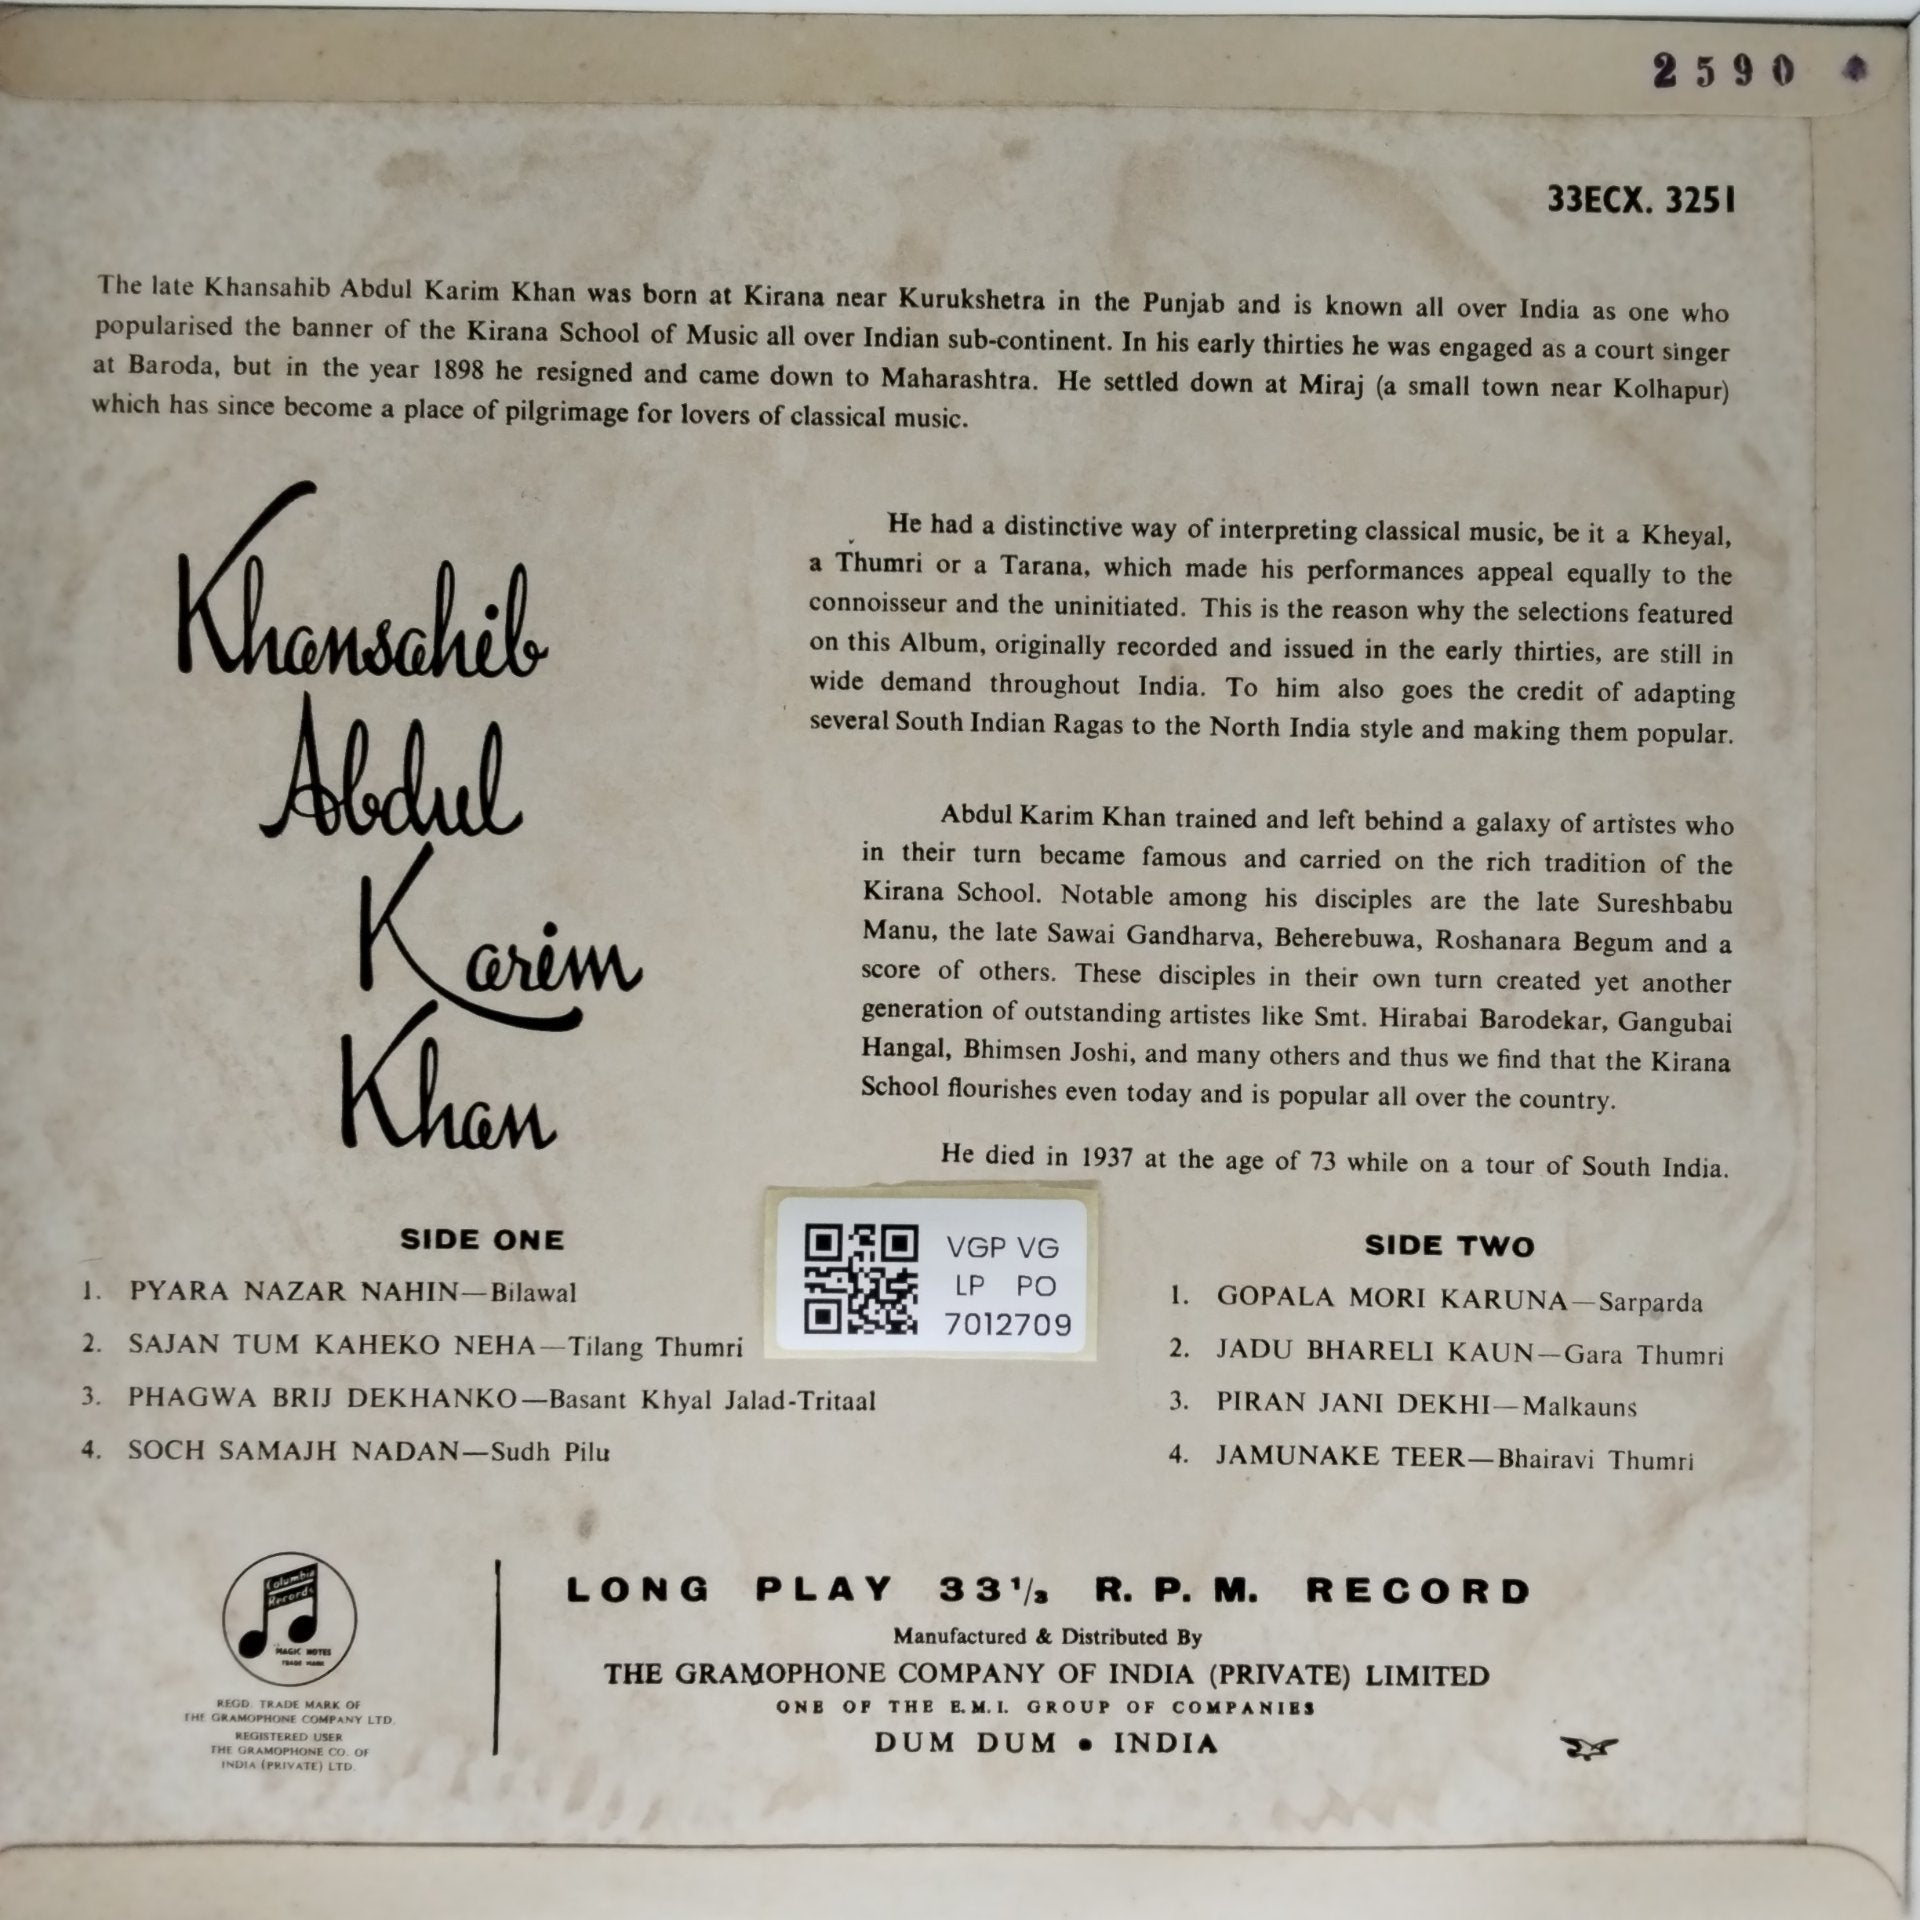 2590
33ECX. 3251
The late Khansahib Abdul Karim Khan was born at Kirana near Kurukshetra in the Punjab and is known all over India as one who
popularised the banner of the Kirana School of Music all over Indian sub-continent. In his early thirties he was engaged as a court singer
at Baroda, but in the year 1898 he resigned and came down to Maharashtra. He settled down at Miraj (a small town near Kolhapur)
which has since become a place of pilgrimage for lovers of classical music.
Khansahib
Abdul
Karim
Khan
He had a distinctive way of interpreting classical music, be it a Kheyal,
a Thumri or a Tarana, which made his performances appeal equally to the
connoisseur and the uninitiated. This is the reason why the selections featured
on this Album, originally recorded and issued in the early thirties, are still in
wide demand throughout India. To him also goes the credit of adapting
several South Indian Ragas to the North India style and making them popular.
Abdul Karim Khan trained and left behind a galaxy of artistes who
in their turn became famous and carried on the rich tradition of the
Kirana School. Notable among his disciples are the late Sureshbabu
Manu, the late Sawai Gandharva, Beherebuwa, Roshanara Begum and a
score of others. These disciples in their own turn created yet another
generation of outstanding artistes like Smt. Hirabai Barodekar, Gangubai
Hangal, Bhimsen Joshi, and many others and thus we find that the Kirana
School flourishes even today and is popular all over the country.
He died in 1937 at the age of 73 while on a tour of South India.
SIDE ONE
1. PYARA NAZAR NAHIN—Bilawal
2. SAJAN TUM KAHEKO NEHA—Tilang Thumri
3. PHAGWA BRIJ DEKHANKO—Basant Khyal Jalad-Tritaal
4. SOCH SAMAJH NADAN—Sudh Pilu
VGP VG
LP PO
7012709
SIDE TWO
1. GOPALA MORI KARUNA—Sarparda
2. JADU BHARELI KAUN—Gara Thumri
3. PIRAN JANI DEKHI—Malkauns
4. JAMUNAKE TEER—Bhairavi Thumri
Columbia
Records
MAGIC NOTES
TRADE MARK
REGD. TRADE MARK OF
THE GRAMOPHONE COMPANY LTD.
REGISTERED USER
THE GRAMOPHONE CO. OF
INDIA (PRIVATE) LTD.
LONG PLAY 33 1/3 R. P. M. RECORD
Manufactured & Distributed By
THE GRAMOPHONE COMPANY OF INDIA (PRIVATE) LIMITED
ONE OF THE E.M.I. GROUP OF COMPANIES
DUM DUM • INDIA